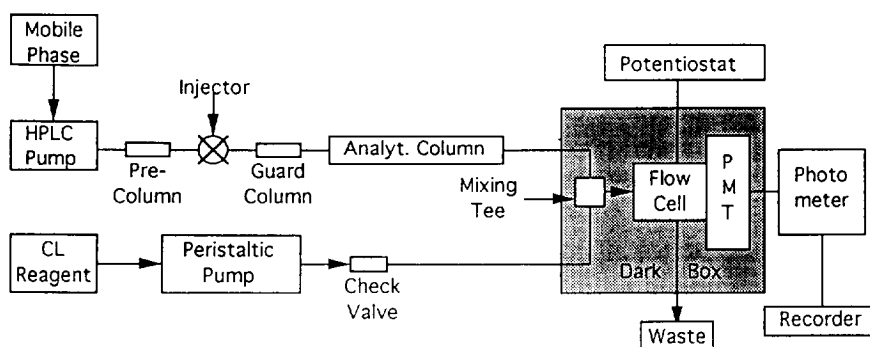 Mobile
Phase
Potentiostat
Injector
HPLC
Pump
Analyt. Column
Pre-
Column
Guard
Column
Mixing
Tee
Flow
Cell
P
M
T
Photo
meter
CL
Reagent
Peristaltic
Pump
Check
Valve
Dark Box
Waste
Recorder